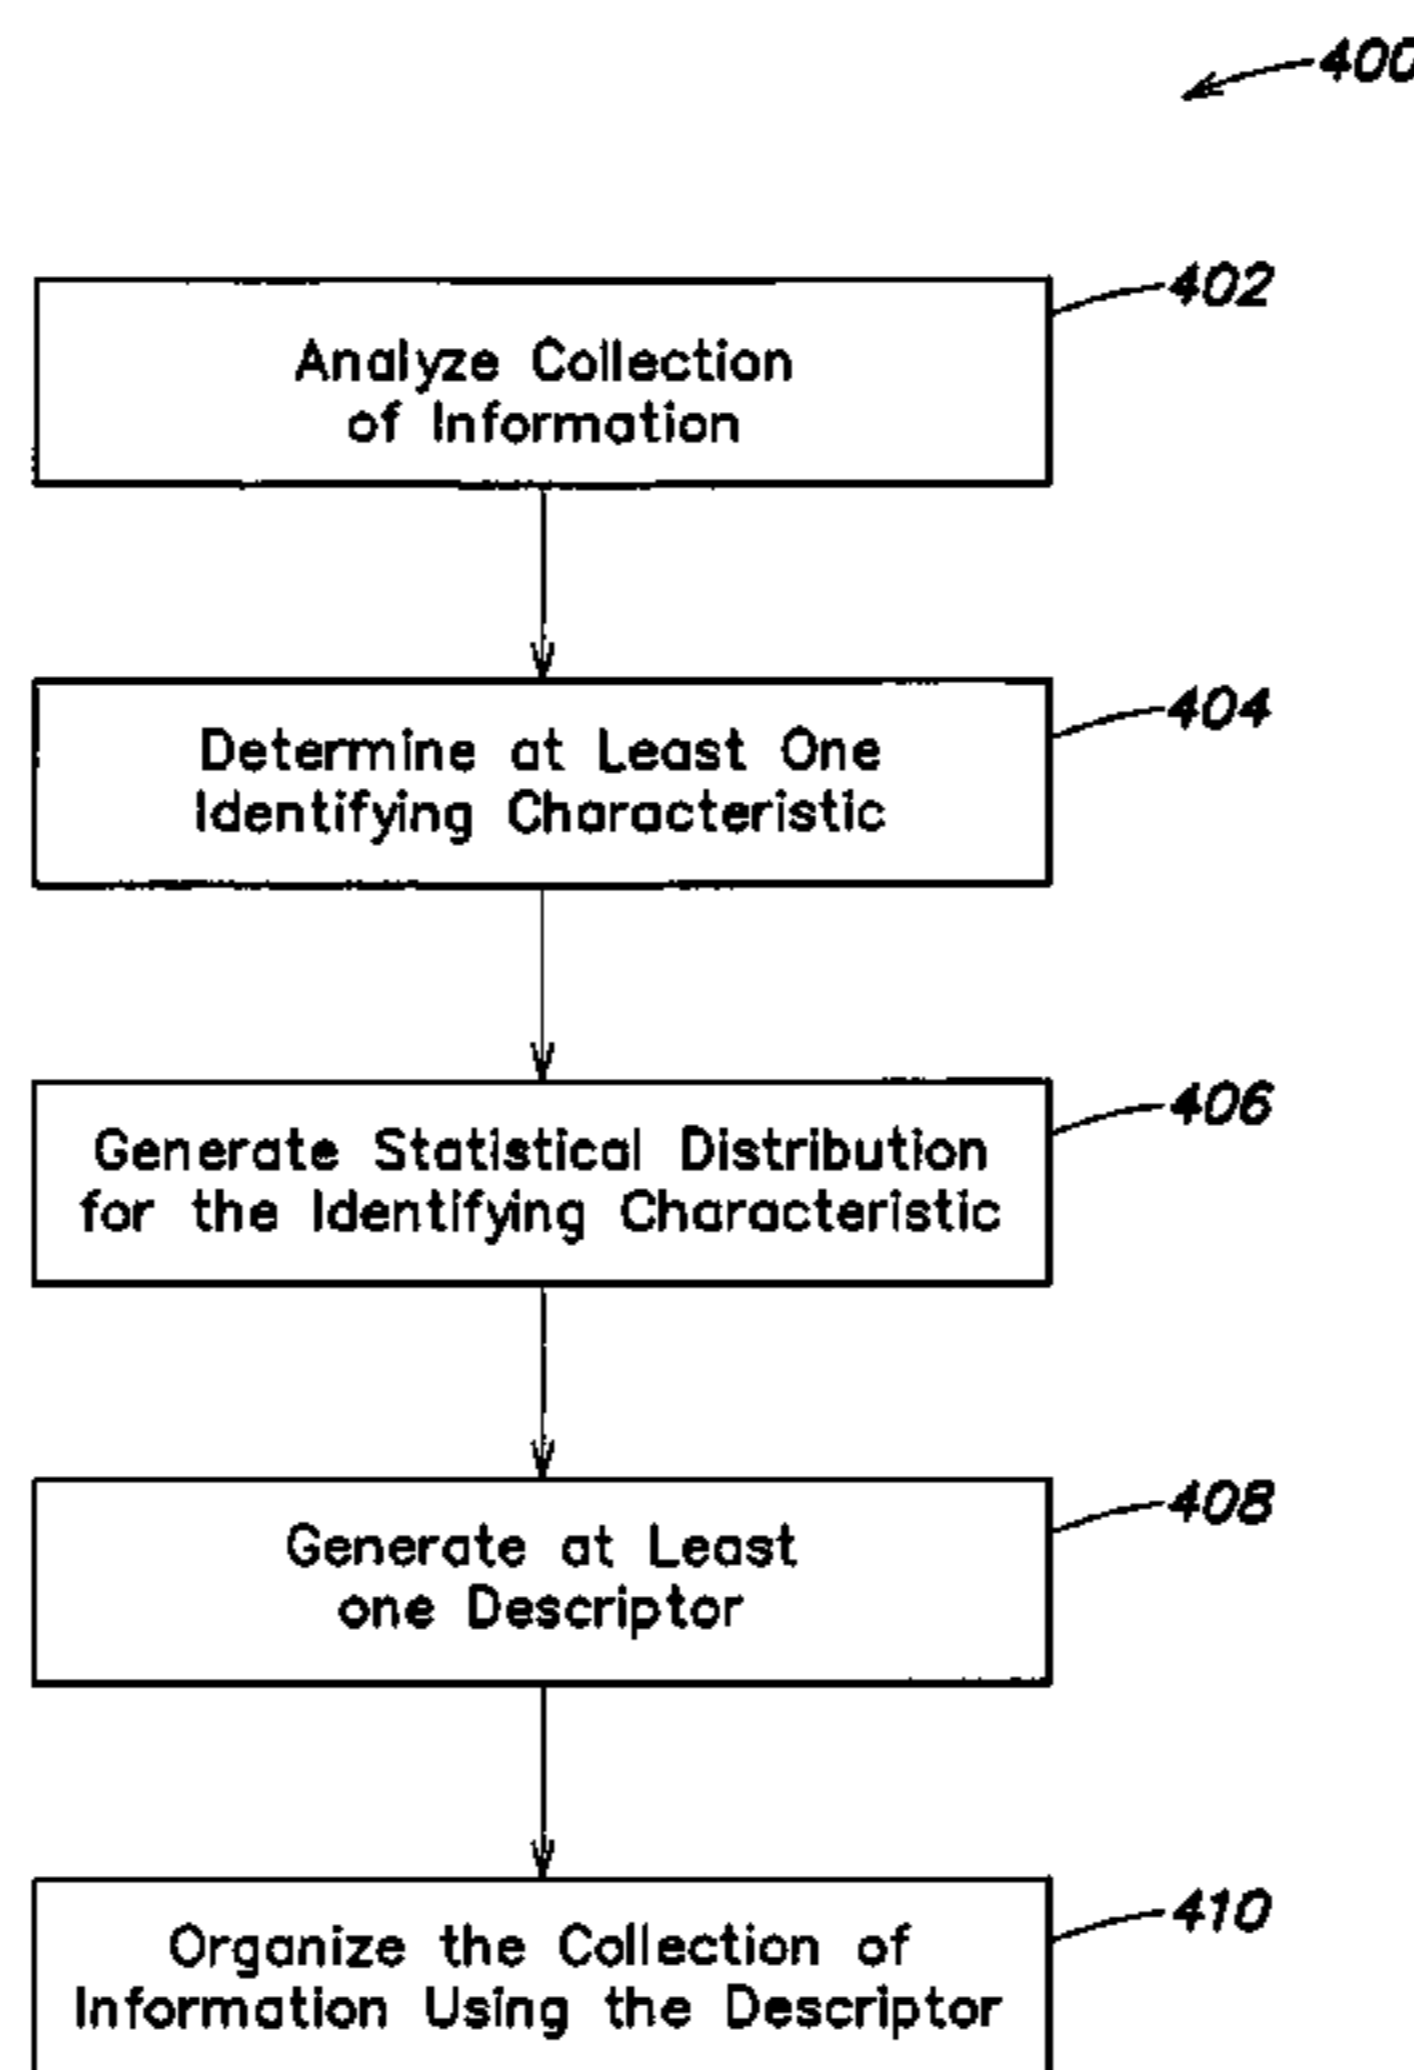 400
402
Analyze Collection
of Information
404
Determine at Least One
Identifying Characteristic
406
Generate Statistical Distribution
for the Identifying Characteristic
408
Generate at Least
one Descriptor
410
Organize the Collection of
Information Using the Descriptor